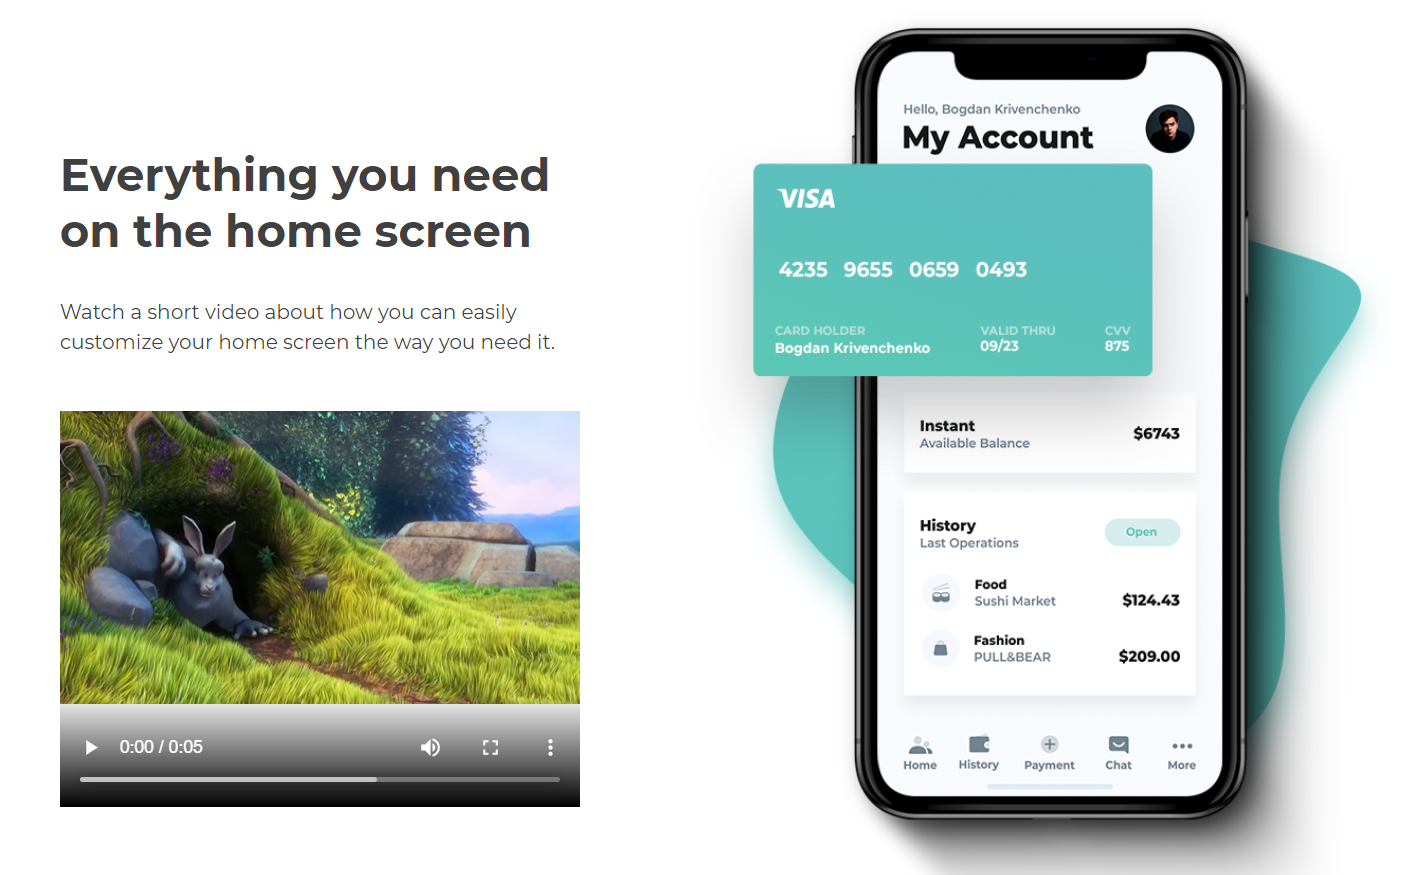 Everything you need
on the home screen
Watch a short video about how you can easily
customize your home screen the way you need it.
0:00 / 0:05
Hello, Bogdan Krivenchenko
My Account
VISA
4235 9655 0659 0493
CARD HOLDER
Bogdan Krivenchenko
VALID THRU
09/23
CVV
875
Instant
Available Balance
$6743
History
Last Operations
Open
Food
Sushi Market
$124.43
Fashion
PULL&BEAR
$209.00
Home
History
Payment
Chat
More